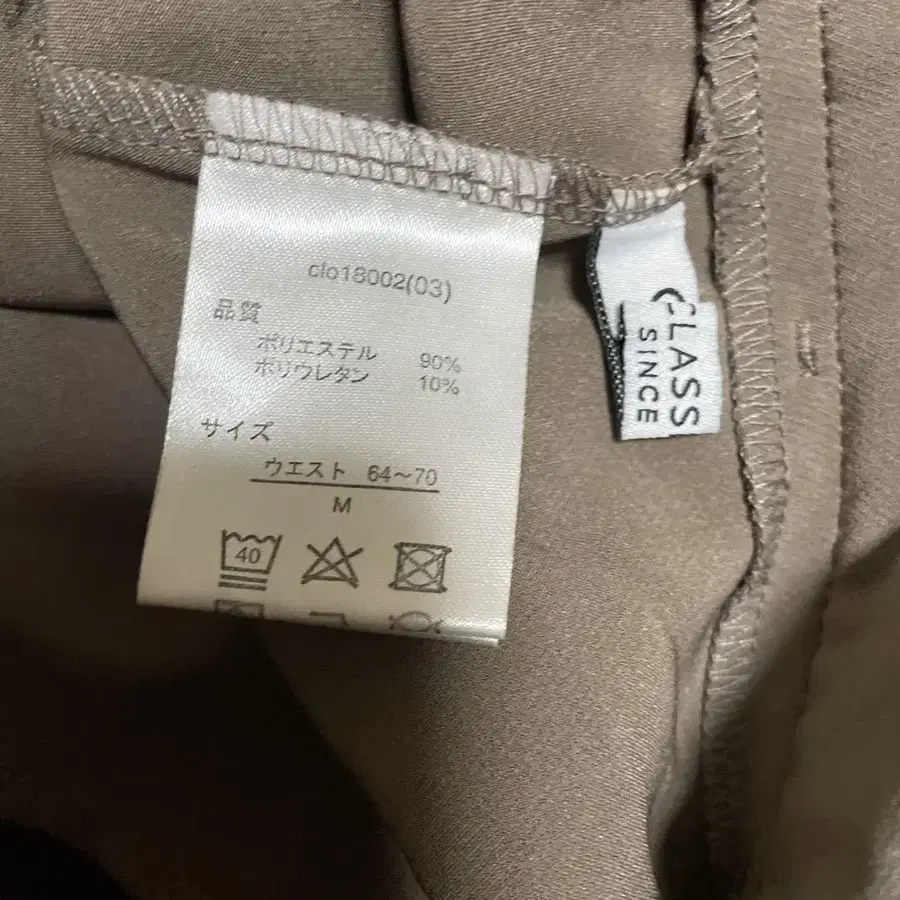 clo18002(03)
品質
ポリエステル 90%
ポリウレタン 10%
サイズ
ウエスト 64〜70
M
40
CLASS
SINCE